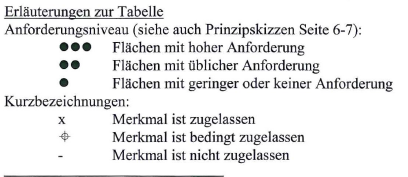 Erläuterungen zur Tabelle
Anforderungsniveau (siehe auch Prinzipskizzen Seite 6-7):
●●● Flächen mit hoher Anforderung
●● Flächen mit üblicher Anforderung
● Flächen mit geringer oder keiner Anforderung
Kurzbezeichnungen:
x Merkmal ist zugelassen
⌖ Merkmal ist bedingt zugelassen
- Merkmal ist nicht zugelassen